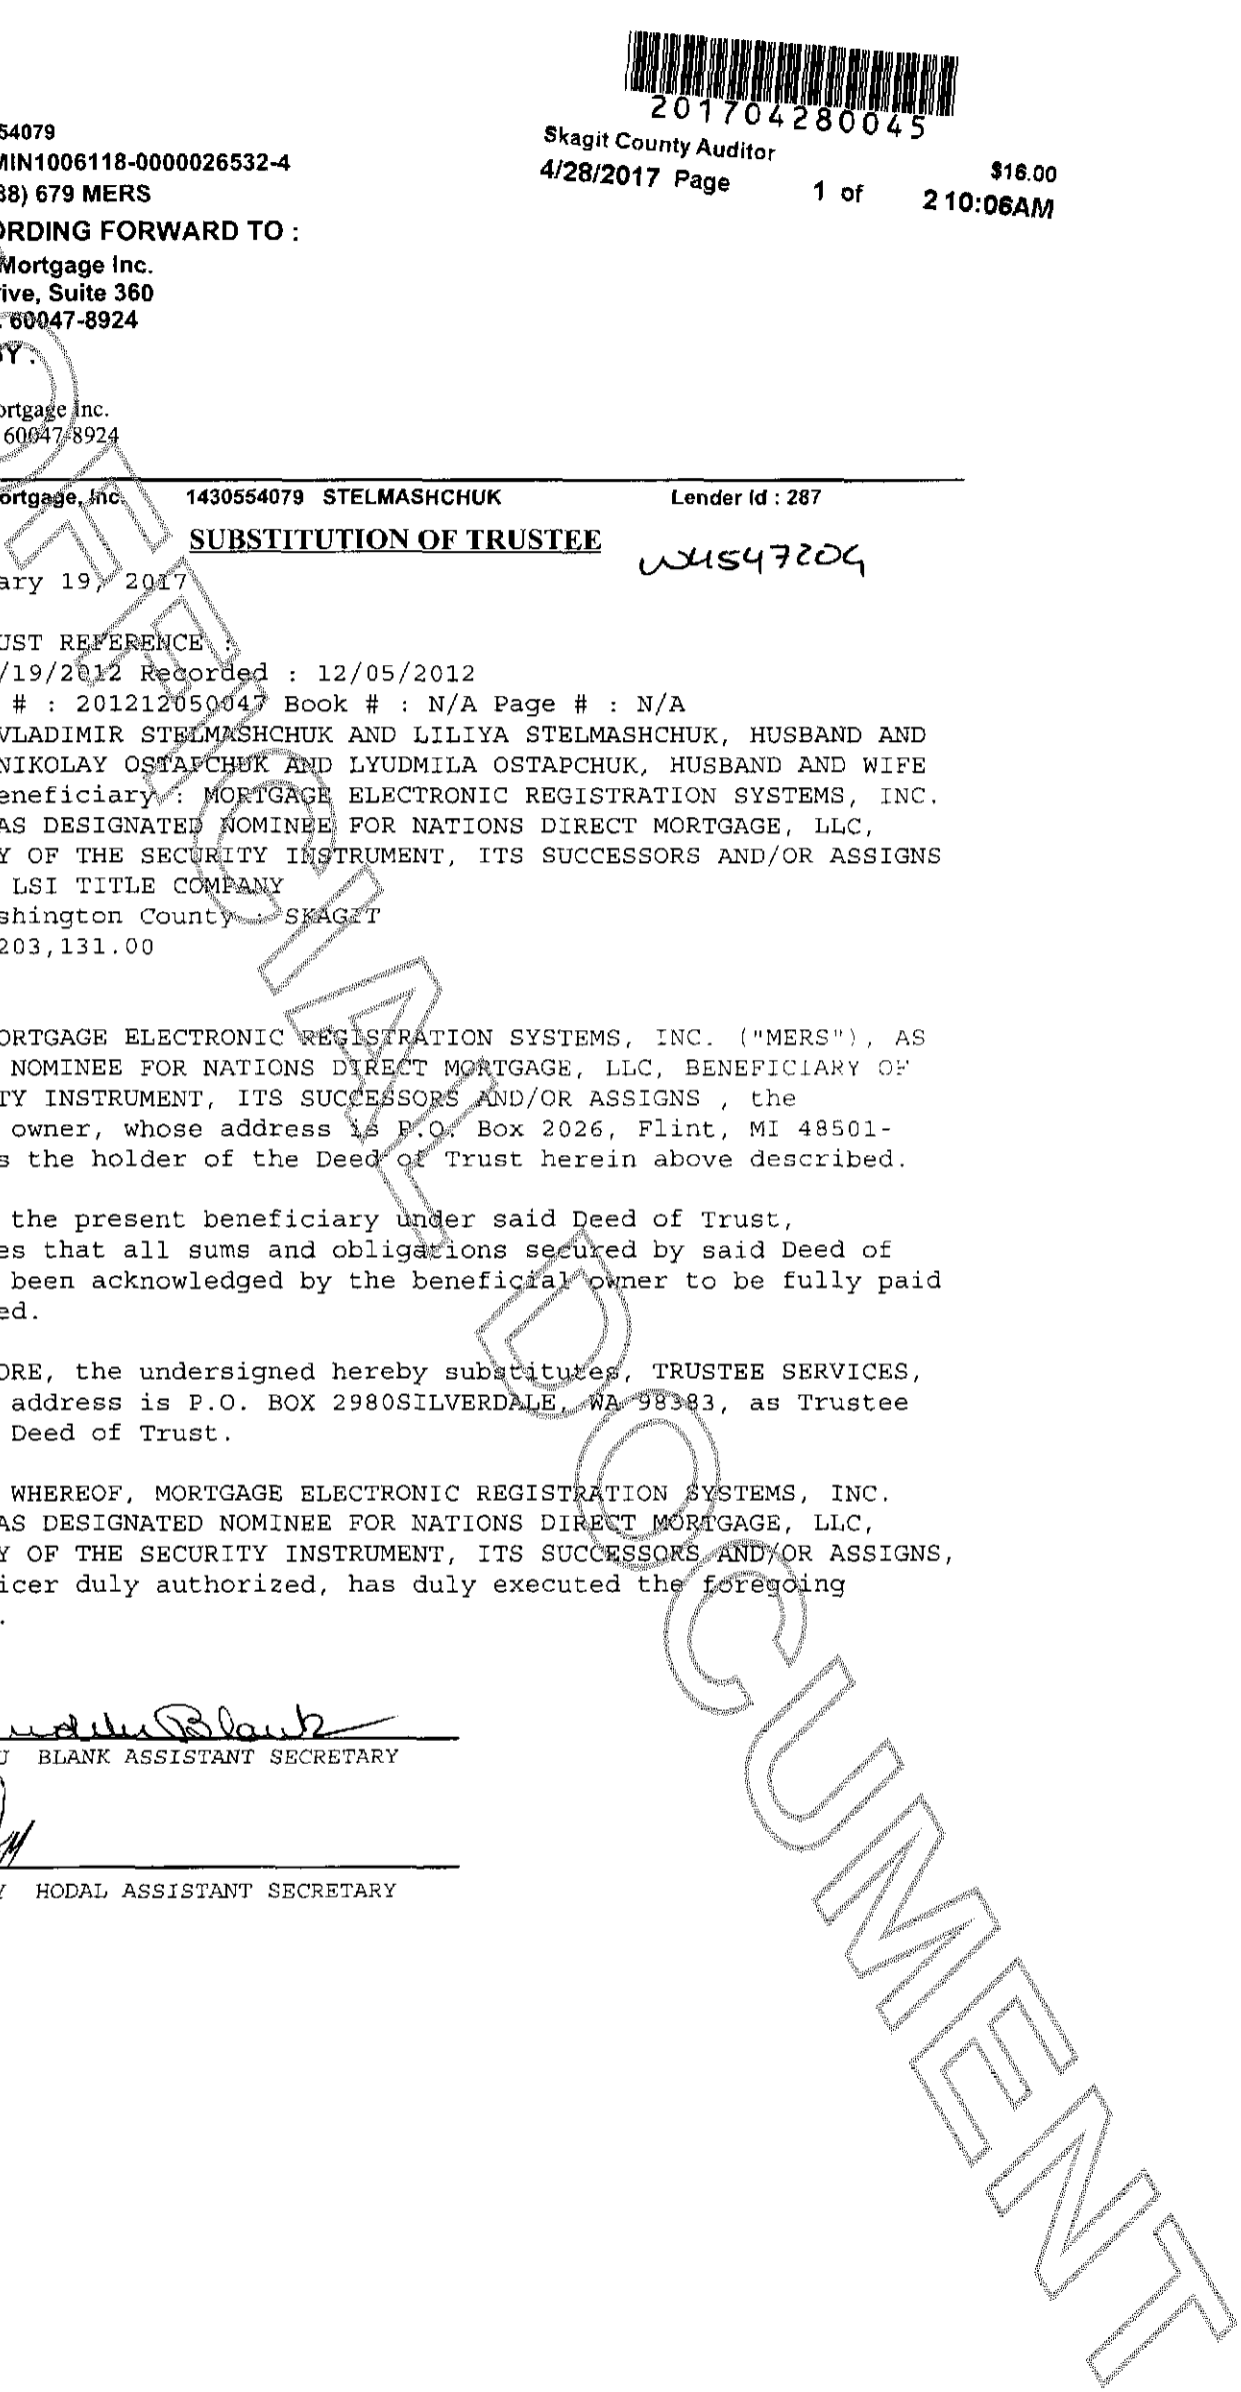 201704280045
Skagit County Auditor $16.00
4/28/2017 Page 1 of 2 10:06AM
54079
MIN1006118-0000026532-4
88) 679 MERS
ORDING FORWARD TO :
Mortgage Inc.
rive, Suite 360
60047-8924
BY :
ortgage Inc.
60047-8924
ortgage, Inc. 1430554079 STELMASHCHUK Lender Id : 287
SUBSTITUTION OF TRUSTEE
ary 19, 2017
UST REFERENCE :
/19/2012 Recorded : 12/05/2012
# : 201212050047 Book # : N/A Page # : N/A
VLADIMIR STELMASHCHUK AND LILIYA STELMASHCHUK, HUSBAND AND
NIKOLAY OSTAPCHUK AND LYUDMILA OSTAPCHUK, HUSBAND AND WIFE
eneficiary : MORTGAGE ELECTRONIC REGISTRATION SYSTEMS, INC.
AS DESIGNATED NOMINEE FOR NATIONS DIRECT MORTGAGE, LLC,
Y OF THE SECURITY INSTRUMENT, ITS SUCCESSORS AND/OR ASSIGNS
LSI TITLE COMPANY
shington County : SKAGIT
203,131.00
ORTGAGE ELECTRONIC REGISTRATION SYSTEMS, INC. ("MERS"), AS
NOMINEE FOR NATIONS DIRECT MORTGAGE, LLC, BENEFICIARY OF
TY INSTRUMENT, ITS SUCCESSORS AND/OR ASSIGNS , the
owner, whose address is P.O. Box 2026, Flint, MI 48501-
s the holder of the Deed of Trust herein above described.
the present beneficiary under said Deed of Trust,
es that all sums and obligations secured by said Deed of
been acknowledged by the beneficial owner to be fully paid
ed.
ORE, the undersigned hereby substitutes, TRUSTEE SERVICES,
address is P.O. BOX 2980SILVERDALE, WA 98383, as Trustee
Deed of Trust.
WHEREOF, MORTGAGE ELECTRONIC REGISTRATION SYSTEMS, INC.
AS DESIGNATED NOMINEE FOR NATIONS DIRECT MORTGAGE, LLC,
Y OF THE SECURITY INSTRUMENT, ITS SUCCESSORS AND/OR ASSIGNS,
icer duly authorized, has duly executed the foregoing
.
Blank
J BLANK ASSISTANT SECRETARY
Y HODAL ASSISTANT SECRETARY
OFFICIAL DOCUMENT